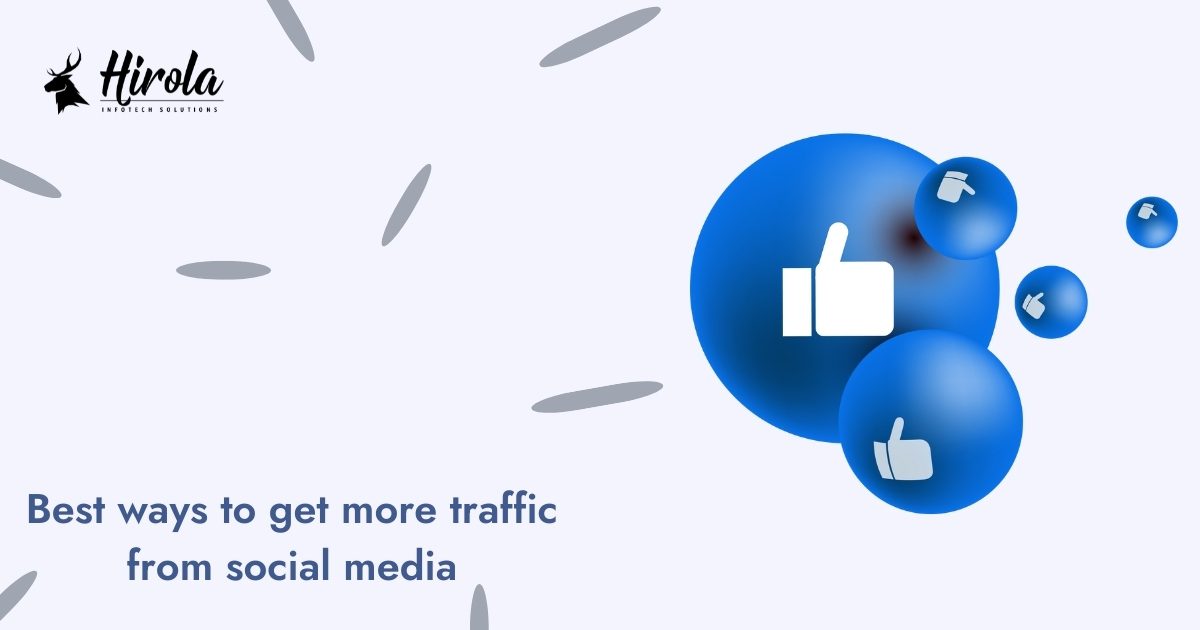 Hirola
INFOTECH SOLUTIONS
Best ways to get more traffic
from social media